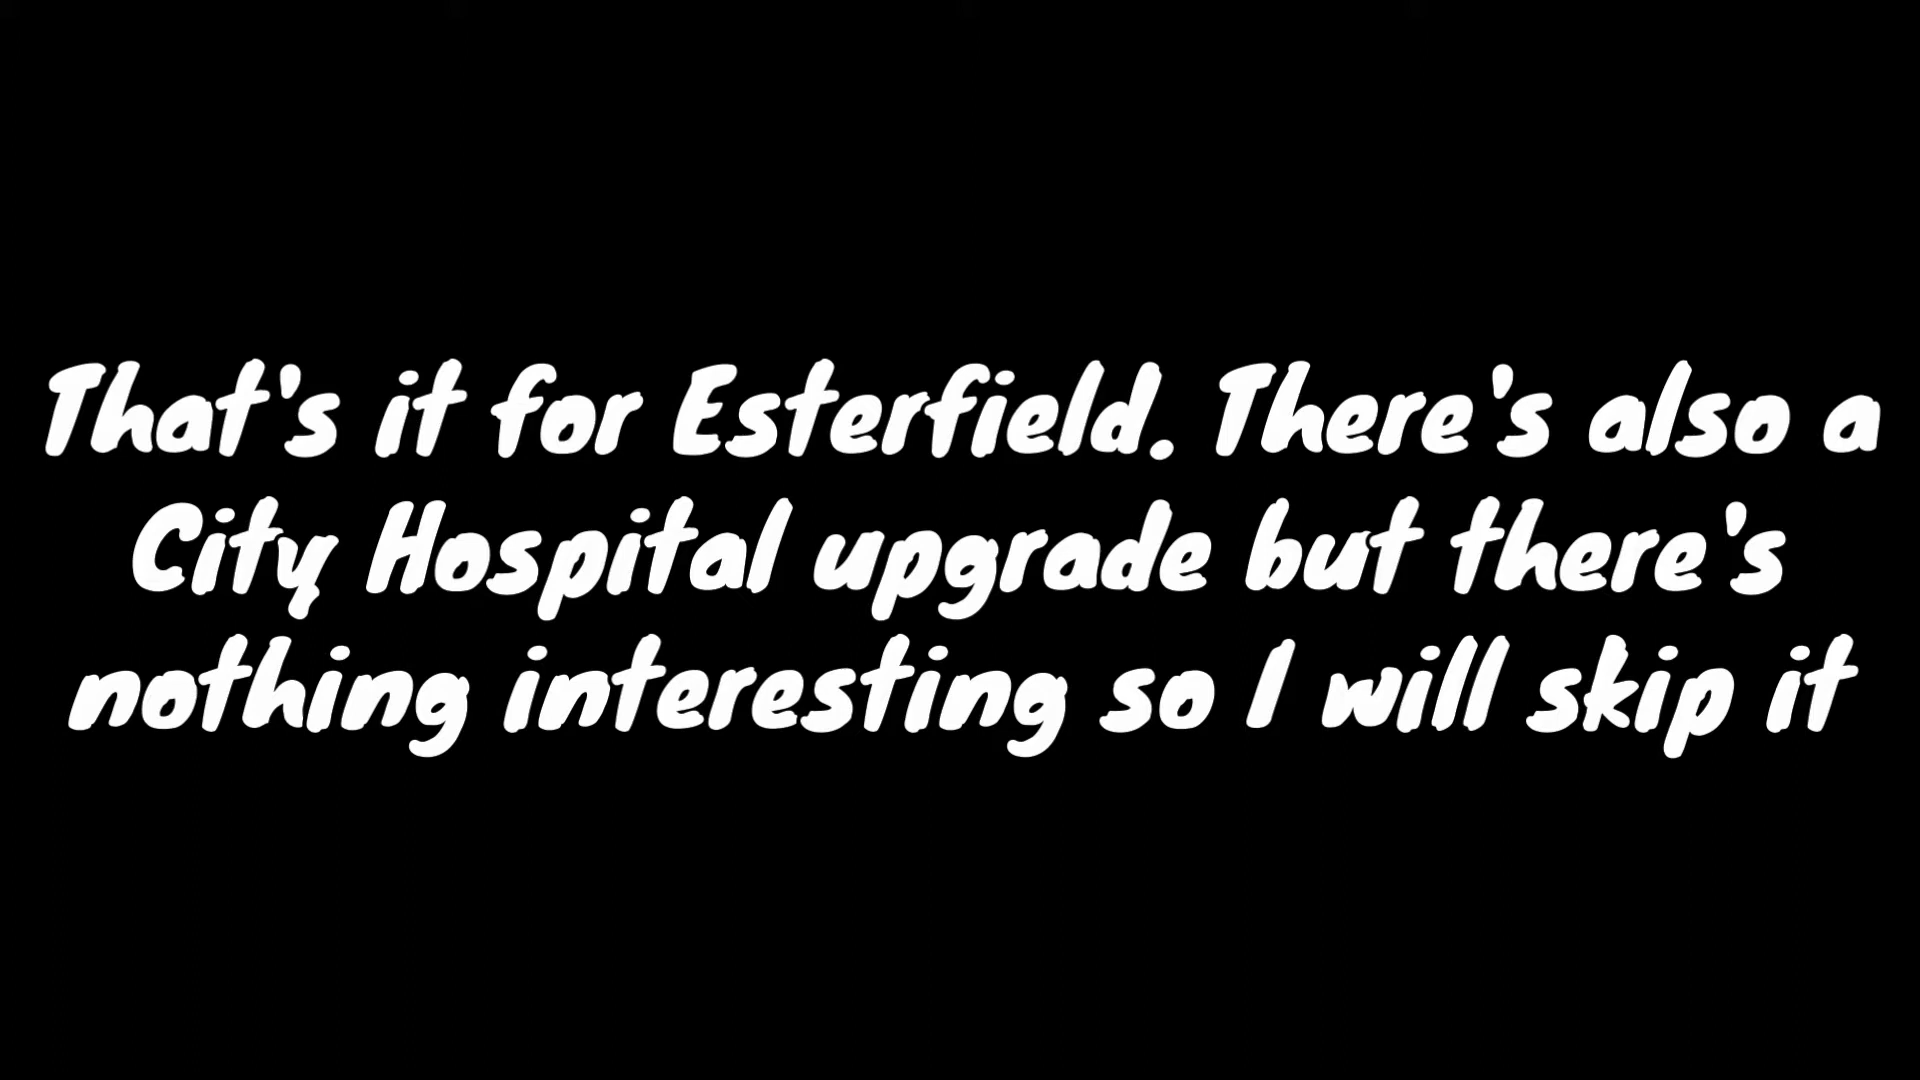 That's it for Esterfield. There's also a
City Hospital upgrade but there's
nothing interesting so I will skip it